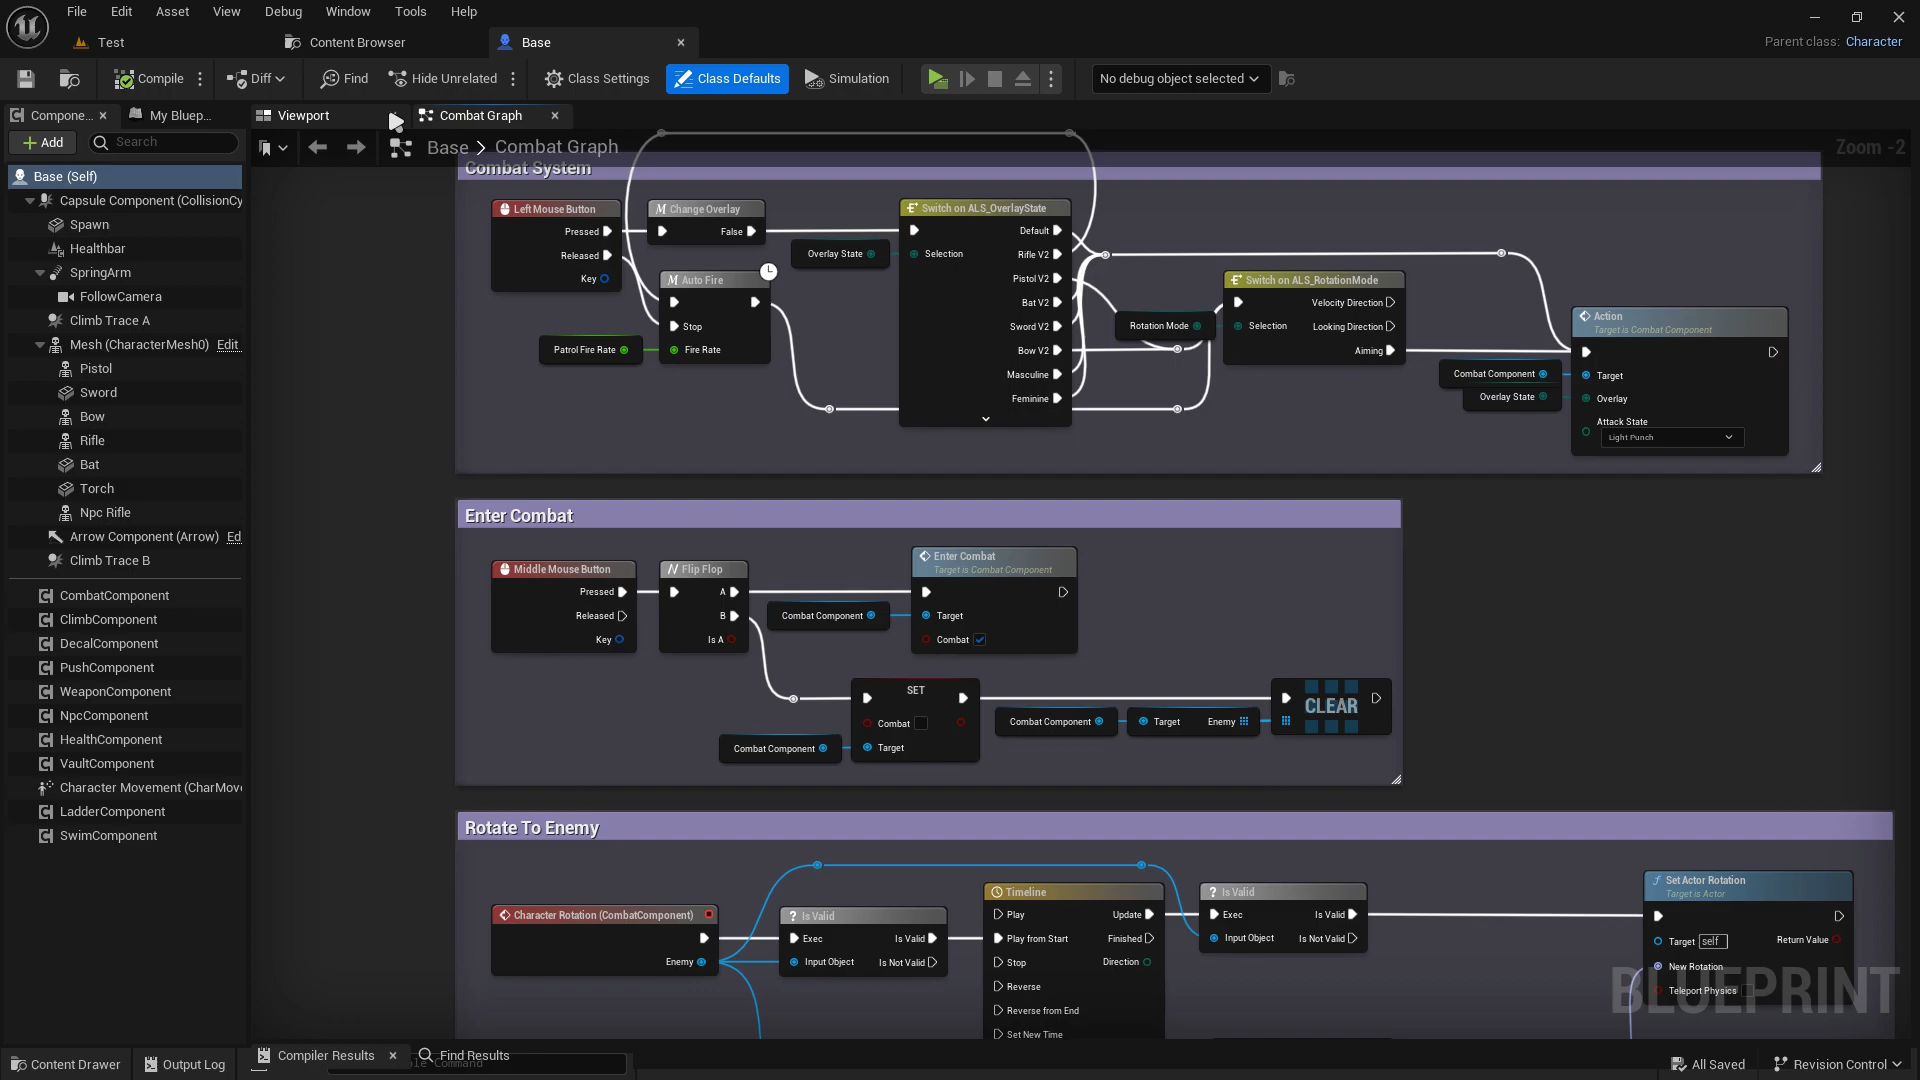 File Edit Asset View Debug Window Tools Help
Test Content Browser Base
Parent class: Character
Compile Diff Find Hide Unrelated Class Settings Class Defaults Simulation No debug object selected
Compone... My Bluep... Viewport Combat Graph
Add Search
Base > Combat Graph
Zoom -2
Base (Self)
Capsule Component (CollisionCy
Spawn
Healthbar
SpringArm
FollowCamera
Climb Trace A
Mesh (CharacterMesh0) Edit
Pistol
Sword
Bow
Rifle
Bat
Torch
Npc Rifle
Arrow Component (Arrow) Ed
Climb Trace B
CombatComponent
ClimbComponent
DecalComponent
PushComponent
WeaponComponent
NpcComponent
HealthComponent
VaultComponent
Character Movement (CharMove
LadderComponent
SwimComponent
Combat System
Left Mouse Button
Pressed
Released
Key
Change Overlay
False
Auto Fire
Stop
Fire Rate
Patrol Fire Rate
Overlay State
Switch on ALS_OverlayState
Selection
Default
Rifle V2
Pistol V2
Bat V2
Sword V2
Bow V2
Masculine
Feminine
Rotation Mode
Switch on ALS_RotationMode
Selection
Velocity Direction
Looking Direction
Aiming
Combat Component
Overlay State
Action
Target is Combat Component
Target
Overlay
Attack State
Light Punch
Enter Combat
Middle Mouse Button
Pressed
Released
Key
Flip Flop
A
B
Is A
Combat Component
Enter Combat
Target is Combat Component
Target
Combat
Combat Component
SET
Combat
Target
Combat Component
Target Enemy
CLEAR
Rotate To Enemy
Character Rotation (CombatComponent)
Enemy
Is Valid
Exec Is Valid
Input Object Is Not Valid
Timeline
Play Update
Play from Start Finished
Stop Direction
Reverse
Reverse from End
Set New Time
Is Valid
Exec Is Valid
Input Object Is Not Valid
Set Actor Rotation
Target is Actor
Target self Return Value
New Rotation
Teleport Physics
BLUEPRINT
Compiler Results Find Results
Content Drawer Output Log le Command All Saved Revision Control